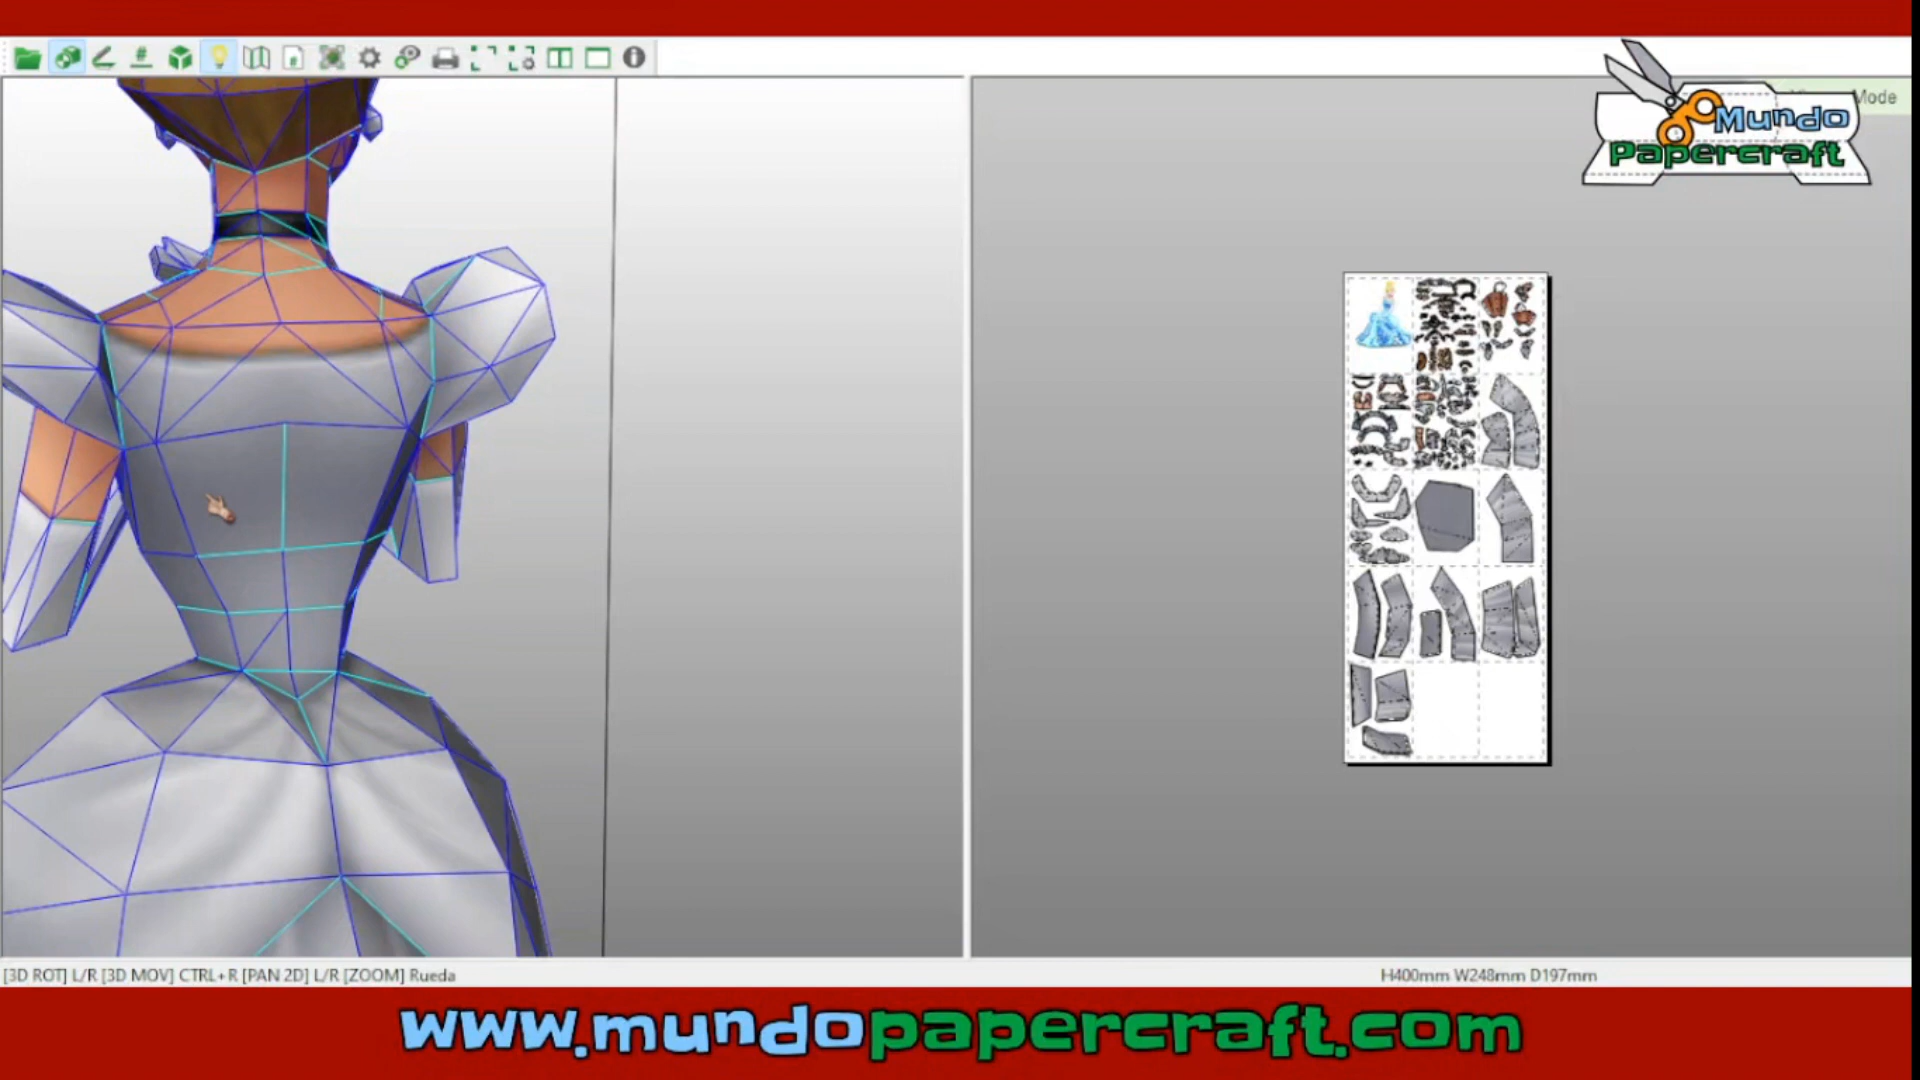 Mode
Mundo
Papercraft
[3D ROT] L/R [3D MOV] CTRL+R [PAN 2D] L/R [ZOOM] Rueda
H400mm W248mm D197mm
www.mundopapercraft.com